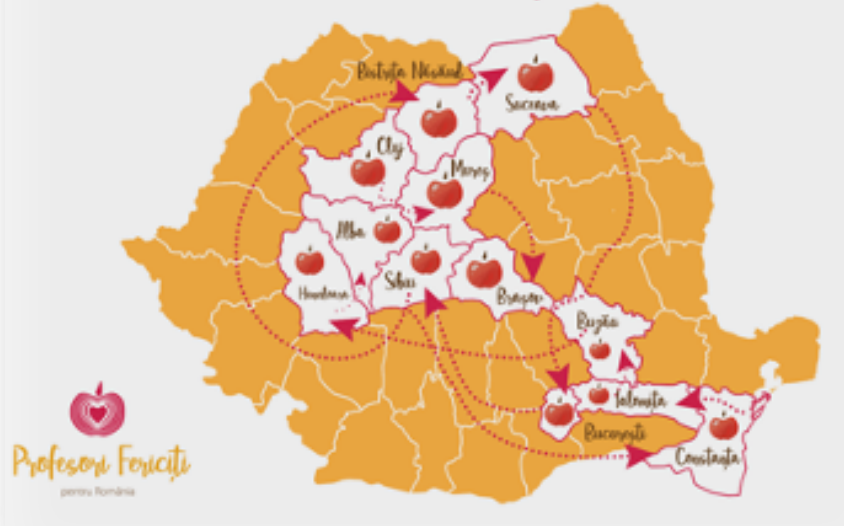 Bistrița Năsăud
Suceava
Cluj
Mureș
Alba
Sibiu
Hunedoara
Brașov
Buzău
Ialomița
București
Constanța
Profesori Fericiți
pentru România